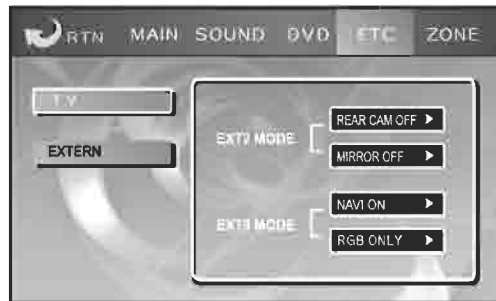 RTN MAIN SOUND DVD ETC ZONE
T.V
EXTERN
EXT2 MODE
REAR CAM OFF
MIRROR OFF
EXT3 MODE
NAVI ON
RGB ONLY